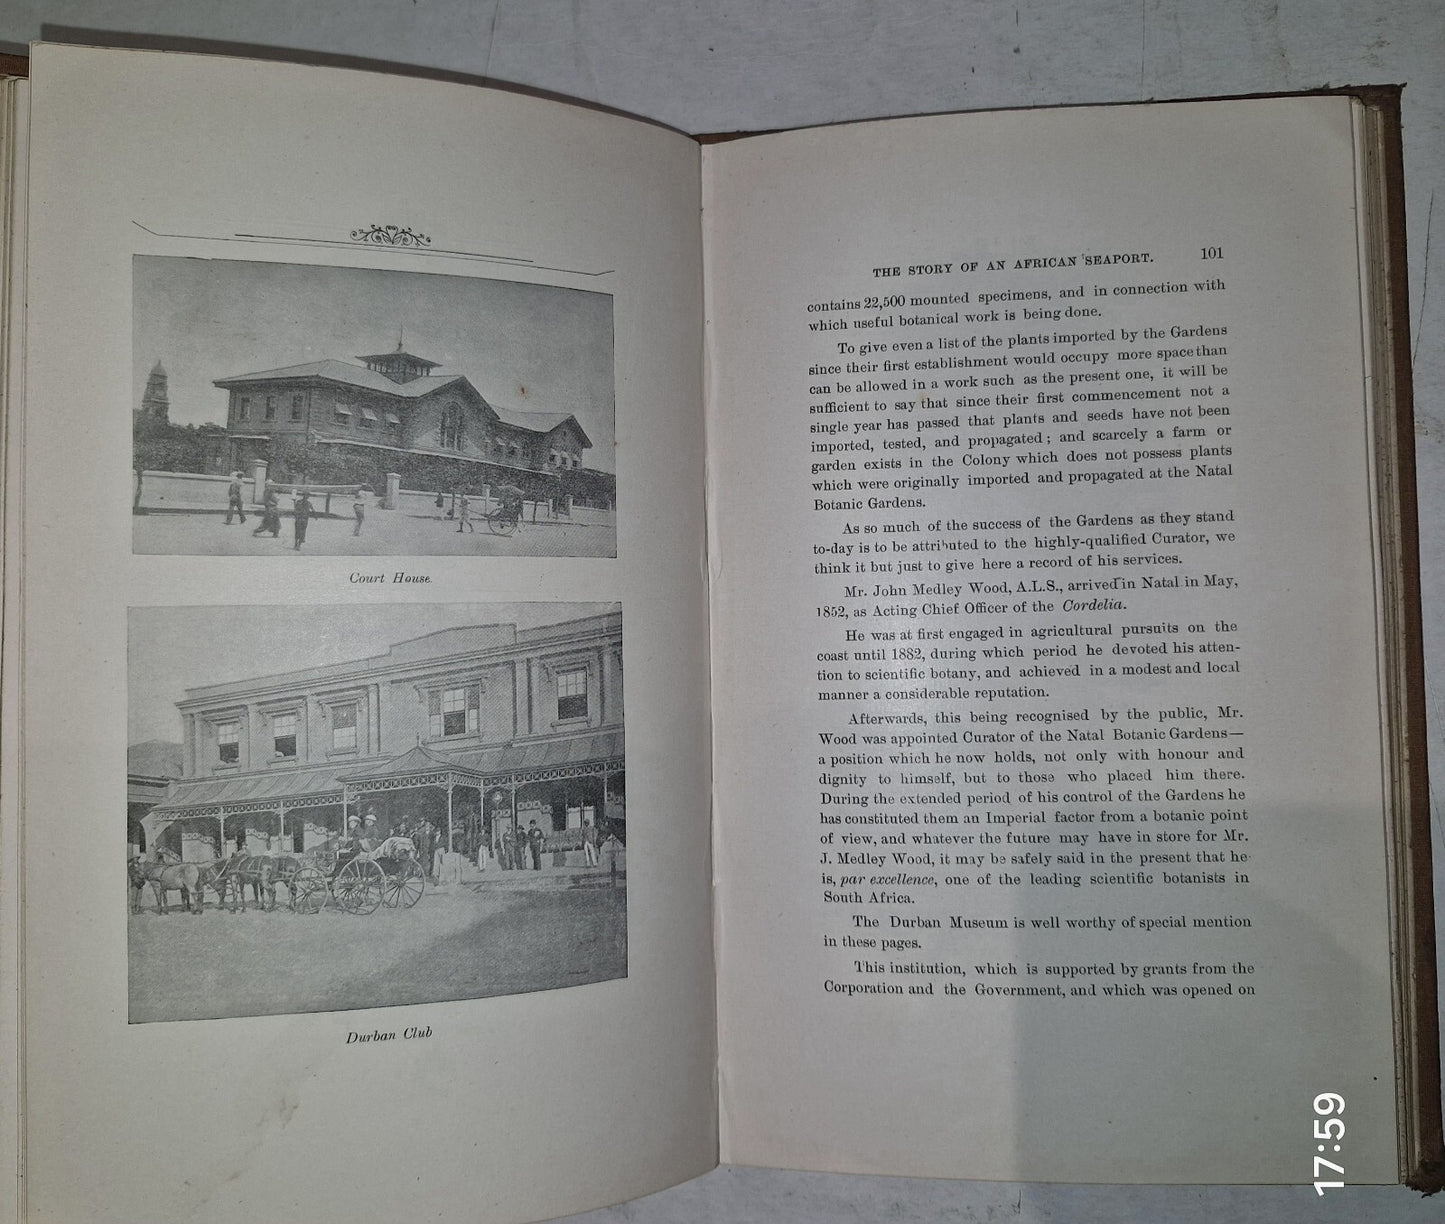 Court House.
Durban Club
THE STORY OF AN AFRICAN SEAPORT. 101
contains 22,500 mounted specimens, and in connection with
which useful botanical work is being done.
To give even a list of the plants imported by the Gardens
since their first establishment would occupy more space than
can be allowed in a work such as the present one, it will be
sufficient to say that since their first commencement not a
single year has passed that plants and seeds have not been
imported, tested, and propagated; and scarcely a farm or
garden exists in the Colony which does not possess plants
which were originally imported and propagated at the Natal
Botanic Gardens.
As so much of the success of the Gardens as they stand
to-day is to be attributed to the highly-qualified Curator, we
think it but just to give here a record of his services.
Mr. John Medley Wood, A.L.S., arrived in Natal in May,
1852, as Acting Chief Officer of the Cordelia.
He was at first engaged in agricultural pursuits on the
coast until 1882, during which period he devoted his atten-
tion to scientific botany, and achieved in a modest and local
manner a considerable reputation.
Afterwards, this being recognised by the public, Mr.
Wood was appointed Curator of the Natal Botanic Gardens—
a position which he now holds, not only with honour and
dignity to himself, but to those who placed him there.
During the extended period of his control of the Gardens he
has constituted them an Imperial factor from a botanic point
of view, and whatever the future may have in store for Mr.
J. Medley Wood, it may be safely said in the present that he
is, par excellence, one of the leading scientific botanists in
South Africa.
The Durban Museum is well worthy of special mention
in these pages.
This institution, which is supported by grants from the
Corporation and the Government, and which was opened on
17:59